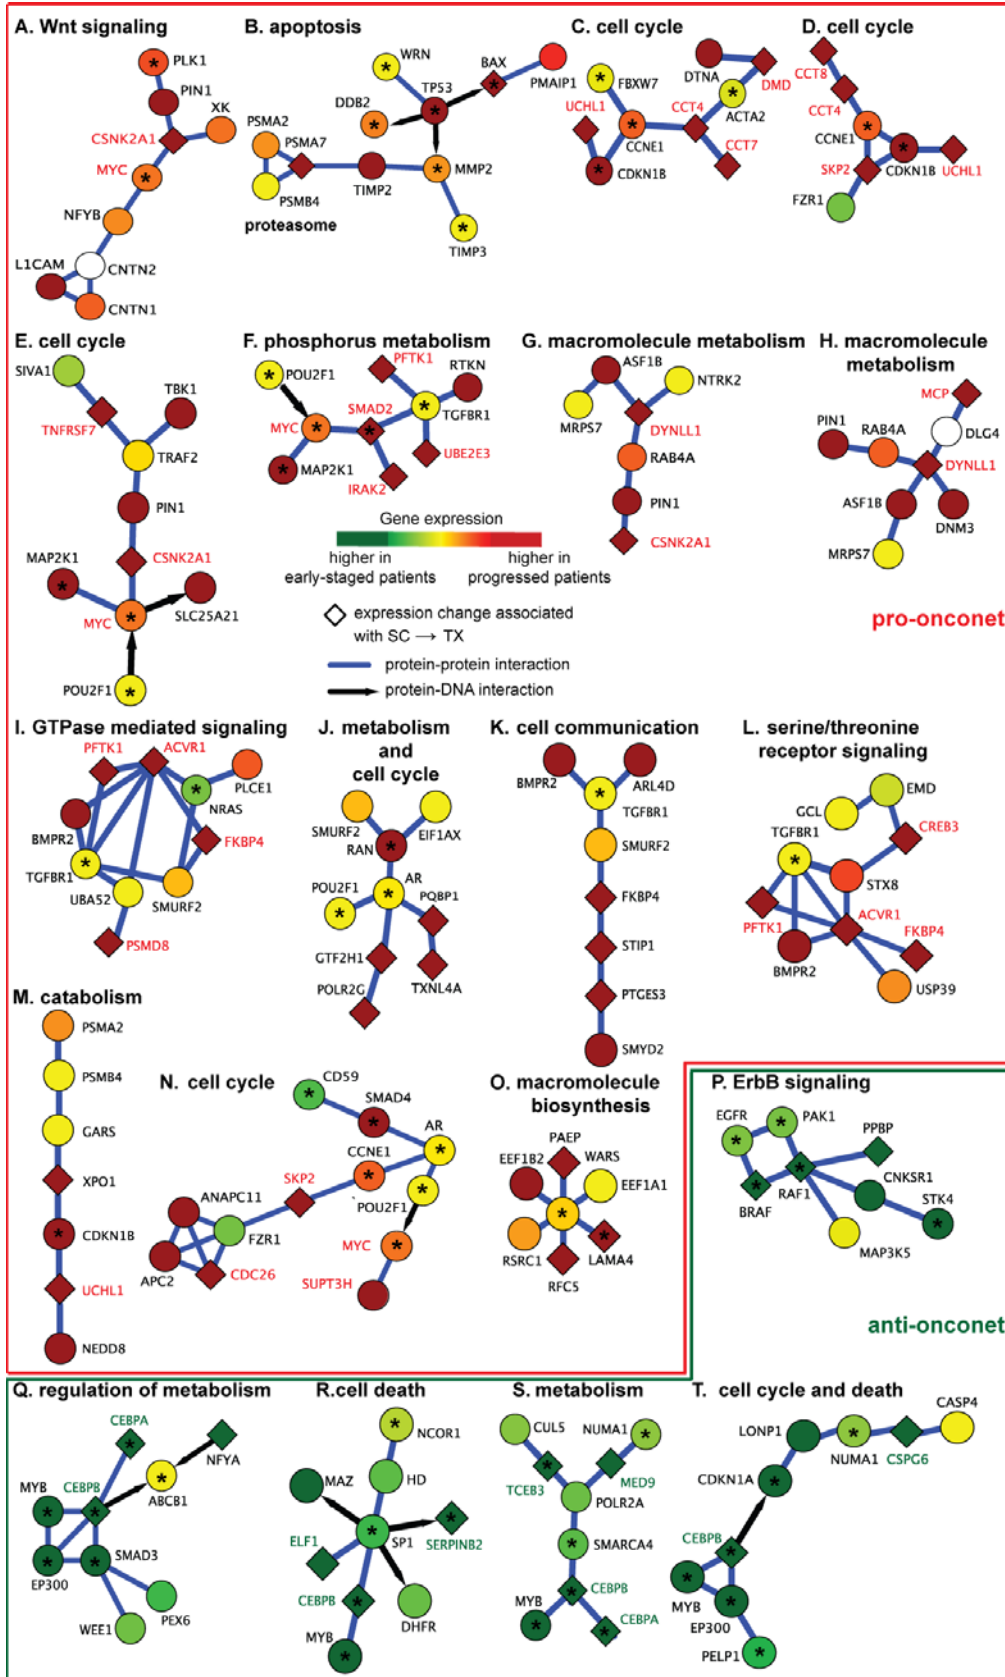 A. Wnt signaling
PLK1
PIN1
XK
CSNK2A1
MYC
*
NFYB
L1CAM
CNTN2
CNTN1
B. apoptosis
WRN
BAX
TP53
PMAIP1
DDB2
PSMA2
PSMA7
MMP2
TIMP2
PSMB4
proteasome
TIMP3
C. cell cycle
DTNA
FBXW7
DMD
UCHL1
CCT4
ACTA2
CCNE1
CCT7
CDKN1B
D. cell cycle
CCT8
CCT4
CCNE1
SKP2
CDKN1B
UCHL1
FZR1
E. cell cycle
SIVA1
TBK1
TNFRSF7
TRAF2
PIN1
MAP2K1
CSNK2A1
MYC
SLC25A21
POU2F1
F. phosphorus metabolism
PFTK1
RTKN
POU2F1
SMAD2
TGFBR1
MYC
MAP2K1
UBE2E3
IRAK2
Gene expression
higher in
early-staged patients
higher in
progressed patients
expression change associated
with SC → TX
protein-protein interaction
protein-DNA interaction
G. macromolecule metabolism
ASF1B
NTRK2
MRPS7
DYNLL1
RAB4A
PIN1
CSNK2A1
H. macromolecule
metabolism
MCP
PIN1
RAB4A
DLG4
DYNLL1
ASF1B
DNM3
MRPS7
pro-onconet
I. GTPase mediated signaling
PFTK1
ACVR1
PLCE1
NRAS
BMPR2
FKBP4
TGFBR1
UBA52
SMURF2
PSMD8
J. metabolism
and
cell cycle
SMURF2
EIF1AX
RAN
POU2F1
AR
PQBP1
GTF2H1
POLR2G
TXNL4A
K. cell communication
BMPR2
ARL4D
TGFBR1
SMURF2
FKBP4
STIP1
PTGES3
SMYD2
L. serine/threonine
receptor signaling
EMD
GCL
TGFBR1
CREB3
STX8
PFTK1
ACVR1
FKBP4
BMPR2
USP39
M. catabolism
PSMA2
PSMB4
GARS
XPO1
CDKN1B
UCHL1
NEDD8
N. cell cycle
CD59
SMAD4
AR
CCNE1
SKP2
ANAPC11
POU2F1
FZR1
MYC
APC2
CDC26
SUPT3H
O. macromolecule
biosynthesis
PAEP
EEF1B2
WARS
EEF1A1
RSRC1
LAMA4
RFC5
P. ErbB signaling
EGFR
PAK1
PPBP
CNKSR1
RAF1
STK4
BRAF
MAP3K5
anti-onconet
Q. regulation of metabolism
CEBPA
NFYA
MYB
CEBPB
ABCB1
SMAD3
EP300
PEX6
WEE1
R.cell death
NCOR1
MAZ
HD
ELF1
SP1
SERPINB2
CEBPB
DHFR
MYB
S. metabolism
CUL5
NUMA1
TCEB3
MED9
POLR2A
SMARCA4
CEBPB
MYB
CEBPA
T. cell cycle and death
CASP4
LONP1
NUMA1
CSPG6
CDKN1A
CEBPB
MYB
EP300
PELP1